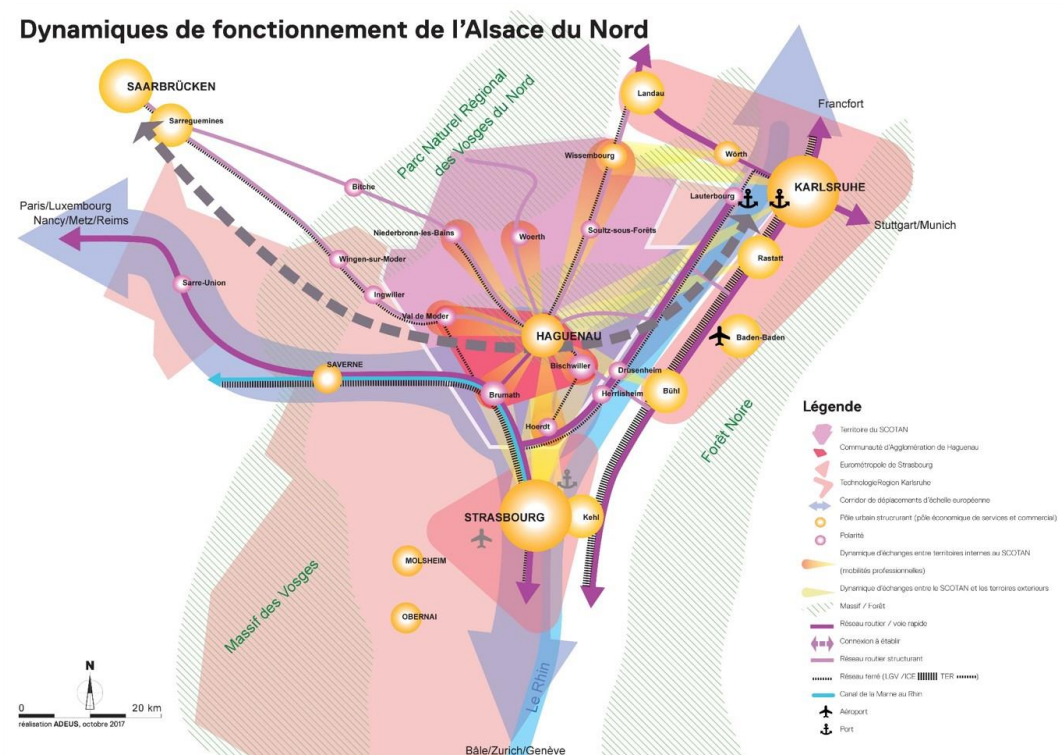 Dynamiques de fonctionnement de l'Alsace du Nord
SAARBRÜCKEN
Sarreguemines
Parc Naturel Régional
des Vosges du Nord
Landau
Francfort
Wissembourg
Wörth
KARLSRUHE
Bitche
Lauterbourg
Paris/Luxembourg
Nancy/Metz/Reims
Niederbronn-les-Bains
Woerth
Soultz-sous-Forêts
Stuttgart/Munich
Wingen-sur-Moder
Rastatt
Sarre-Union
Ingwiller
Val de Moder
HAGUENAU
Baden-Baden
Bischwiller
SAVERNE
Drusenheim
Brumath
Herrlisheim
Bühl
Hoerdt
Forêt Noire
STRASBOURG
Kehl
MOLSHEIM
OBERNAI
Massif des Vosges
Le Rhin
Bâle/Zurich/Genève
N
0 20 km
réalisation ADEUS, octobre 2017
Légende
Territoire du SCOTAN
Communauté d'Agglomération de Haguenau
Eurométropole de Strasbourg
TechnologieRegion Karlsruhe
Corridor de déplacements d'échelle européenne
Pôle urbain strucrurant (pôle économique de services et commercial)
Polarité
Dynamique d'échanges entre territoires internes au SCOTAN
(mobilités professionnelles)
Dynamique d'échanges entre le SCOTAN et les terroires exterieurs
Massif / Forêt
Réseau routier / voie rapide
Connexion à établir
Réseau routier structurant
Réseau ferré (LGV /ICE TER )
Canal de la Marne au Rhin
Aéroport
Port